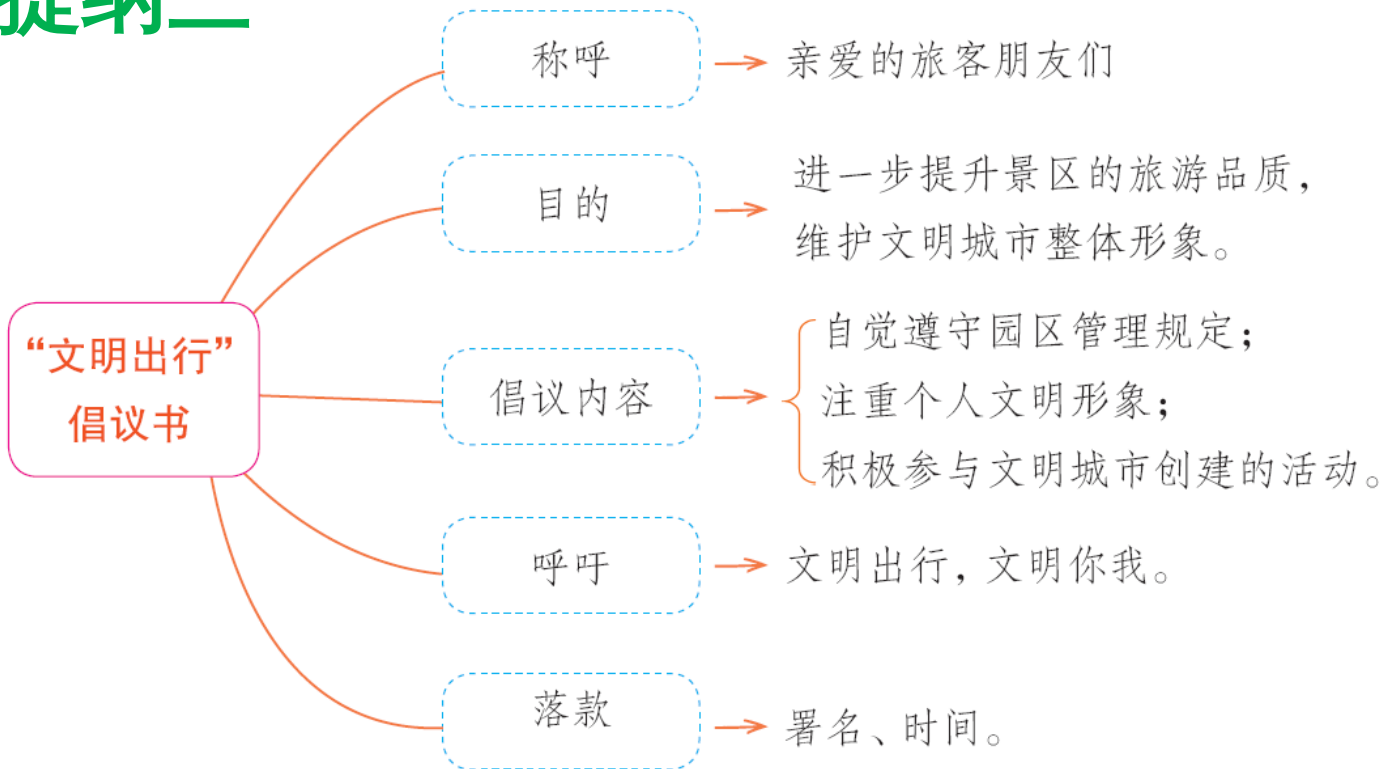 提纲二
称呼
亲爱的旅客朋友们
目的
进一步提升景区的旅游品质，
维护文明城市整体形象。
“文明出行”
倡议书
倡议内容
自觉遵守园区管理规定；
注重个人文明形象；
积极参与文明城市创建的活动。
呼吁
文明出行，文明你我。
落款
署名、时间。